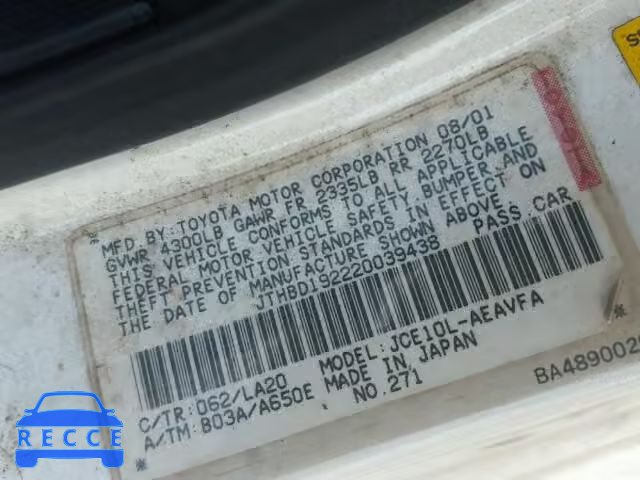 MFD. BY: TOYOTA MOTOR CORPORATION 08/01
GVWR 4300LB GAWR FR 2335LB RR 2270LB
THIS VEHICLE CONFORMS TO ALL APPLICABLE
FEDERAL MOTOR VEHICLE SAFETY, BUMPER, AND
THEFT PREVENTION STANDARDS IN EFFECT ON
THE DATE OF MANUFACTURE SHOWN ABOVE.
JTHBD192220039438 PASS. CAR
C/TR: 062/LA20 MODEL: JCE10L-AEAVFA
A/TM: B03A/A650E MADE IN JAPAN
NO. 271
BA489002